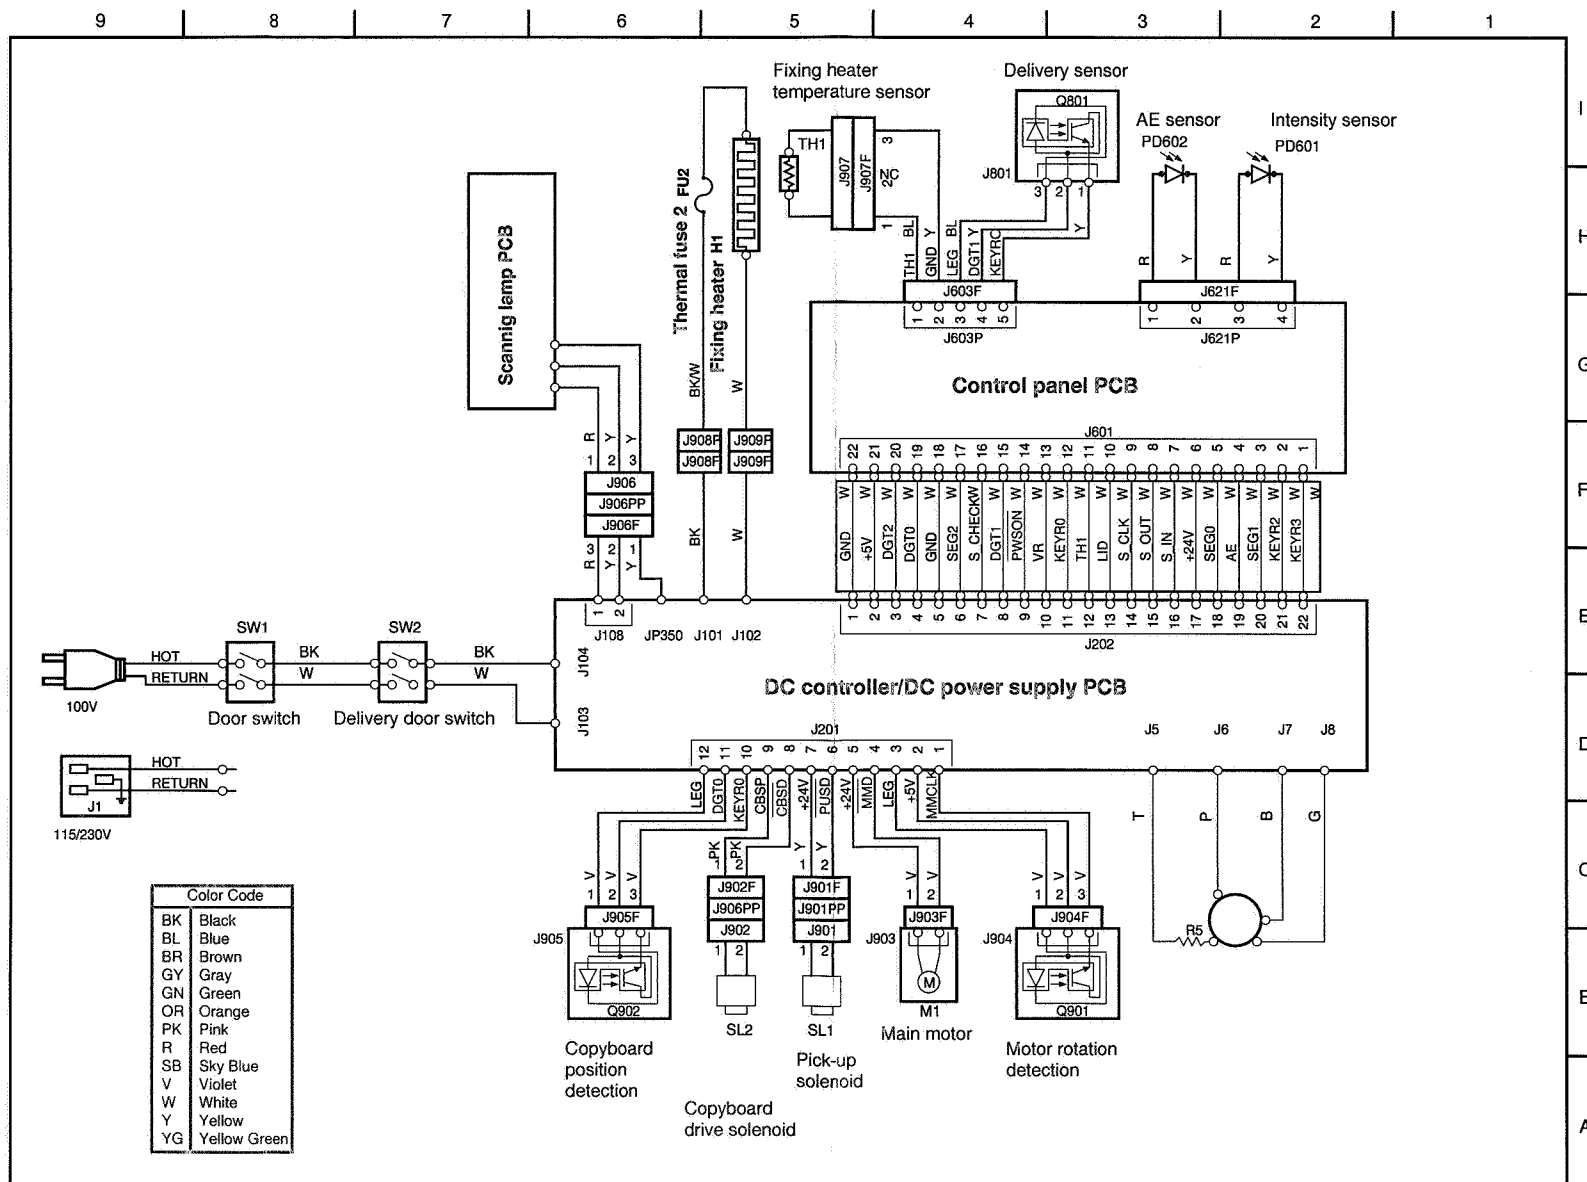 9 8 7 6 5 4 3 2 1
Fixing heater
temperature sensor
Delivery sensor
Q801
AE sensor
PD602
Intensity sensor
PD601
I
TH1
J907
J907F
3
NC
2
1
J801
3 2 1
Thermal fuse 2 FU2
Fixing heater H1
Scannig lamp PCB
BL
Y
BL
Y
Y
TH1
GND
LEG
DGT1
KEYRC
R Y R Y
H
J603F
J621F
1 2 3 4 5
1 2 3 4
J603P
J621P
G
Control panel PCB
BK/W
W
R Y Y
1 2 3
J908F
J908F
J909P
J909F
J906
J906PP
J906F
J601
22 21 20 19 18 17 16 15 14 13 12 11 10 9 8 7 6 5 4 3 2 1
F
W W W W W W W W W W W W W W W W W W W W W W
GND
+5V
DGT2
DGT0
GND
SEG2
S_CHECK
DGT1
PWSON
VR
KEYR0
TH1
LID
S_CLK
S_OUT
S_IN
+24V
SEG0
AE
SEG1
KEYR2
KEYR3
BK
W
3 2 1
R Y Y
1 2
J108
JP350
J101
J102
1 2 3 4 5 6 7 8 9 10 11 12 13 14 15 16 17 18 19 20 21 22
J202
E
SW1
SW2
HOT
BK
BK
RETURN
W
W
J104
J103
100V
Door switch
Delivery door switch
DC controller/DC power supply PCB
J5 J6 J7 J8
D
J201
12 11 10 9 8 7 6 5 4 3 2 1
HOT
RETURN
J1
115/230V
LEG
DGT0
KEYR0
CBSP
CBSD
+24V
PUSD
+24V
MMD
LEG
+5V
MMCLK
T P B G
PK PK
Y Y
V V V
1 2 3
1 2
1 2
V V
1 2
V V V
1 2 3
C
J905F
J902F
J906PP
J902
J901F
J901PP
J901
J903F
J904F
J905
J903
J904
R5
1 2
1 2
Q902
M
M1
Q901
SL2
SL1
Main motor
Copyboard
position
detection
Pick-up
solenoid
Motor rotation
detection
Copyboard
drive solenoid
Color Code
BK Black
BL Blue
BR Brown
GY Gray
GN Green
OR Orange
PK Pink
R Red
SB Sky Blue
V Violet
W White
Y Yellow
YG Yellow Green
A